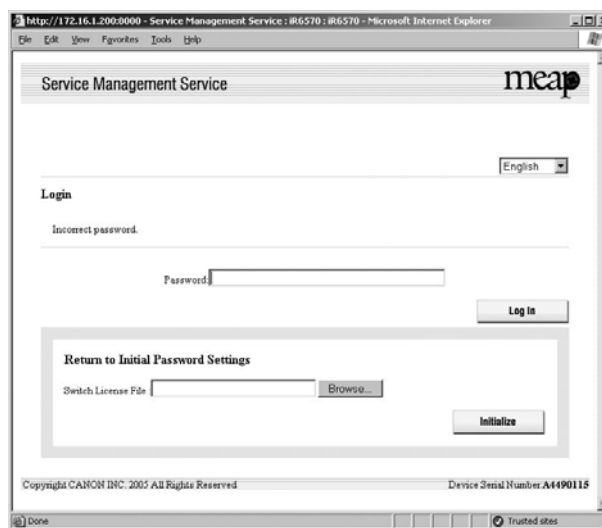 http://172.16.1.200:0000 - Service Management Service : iR6570 : iR6570 - Microsoft Internet Explorer
File Edit View Favorites Tools Help
Service Management Service
meap
English
Login
Incorrect password.
Password:
Log In
Return to Initial Password Settings
Switch License File
Browse...
Initialize
Copyright CANON INC. 2005 All Rights Reserved
Device Serial Number:A4490115
Done
Trusted sites